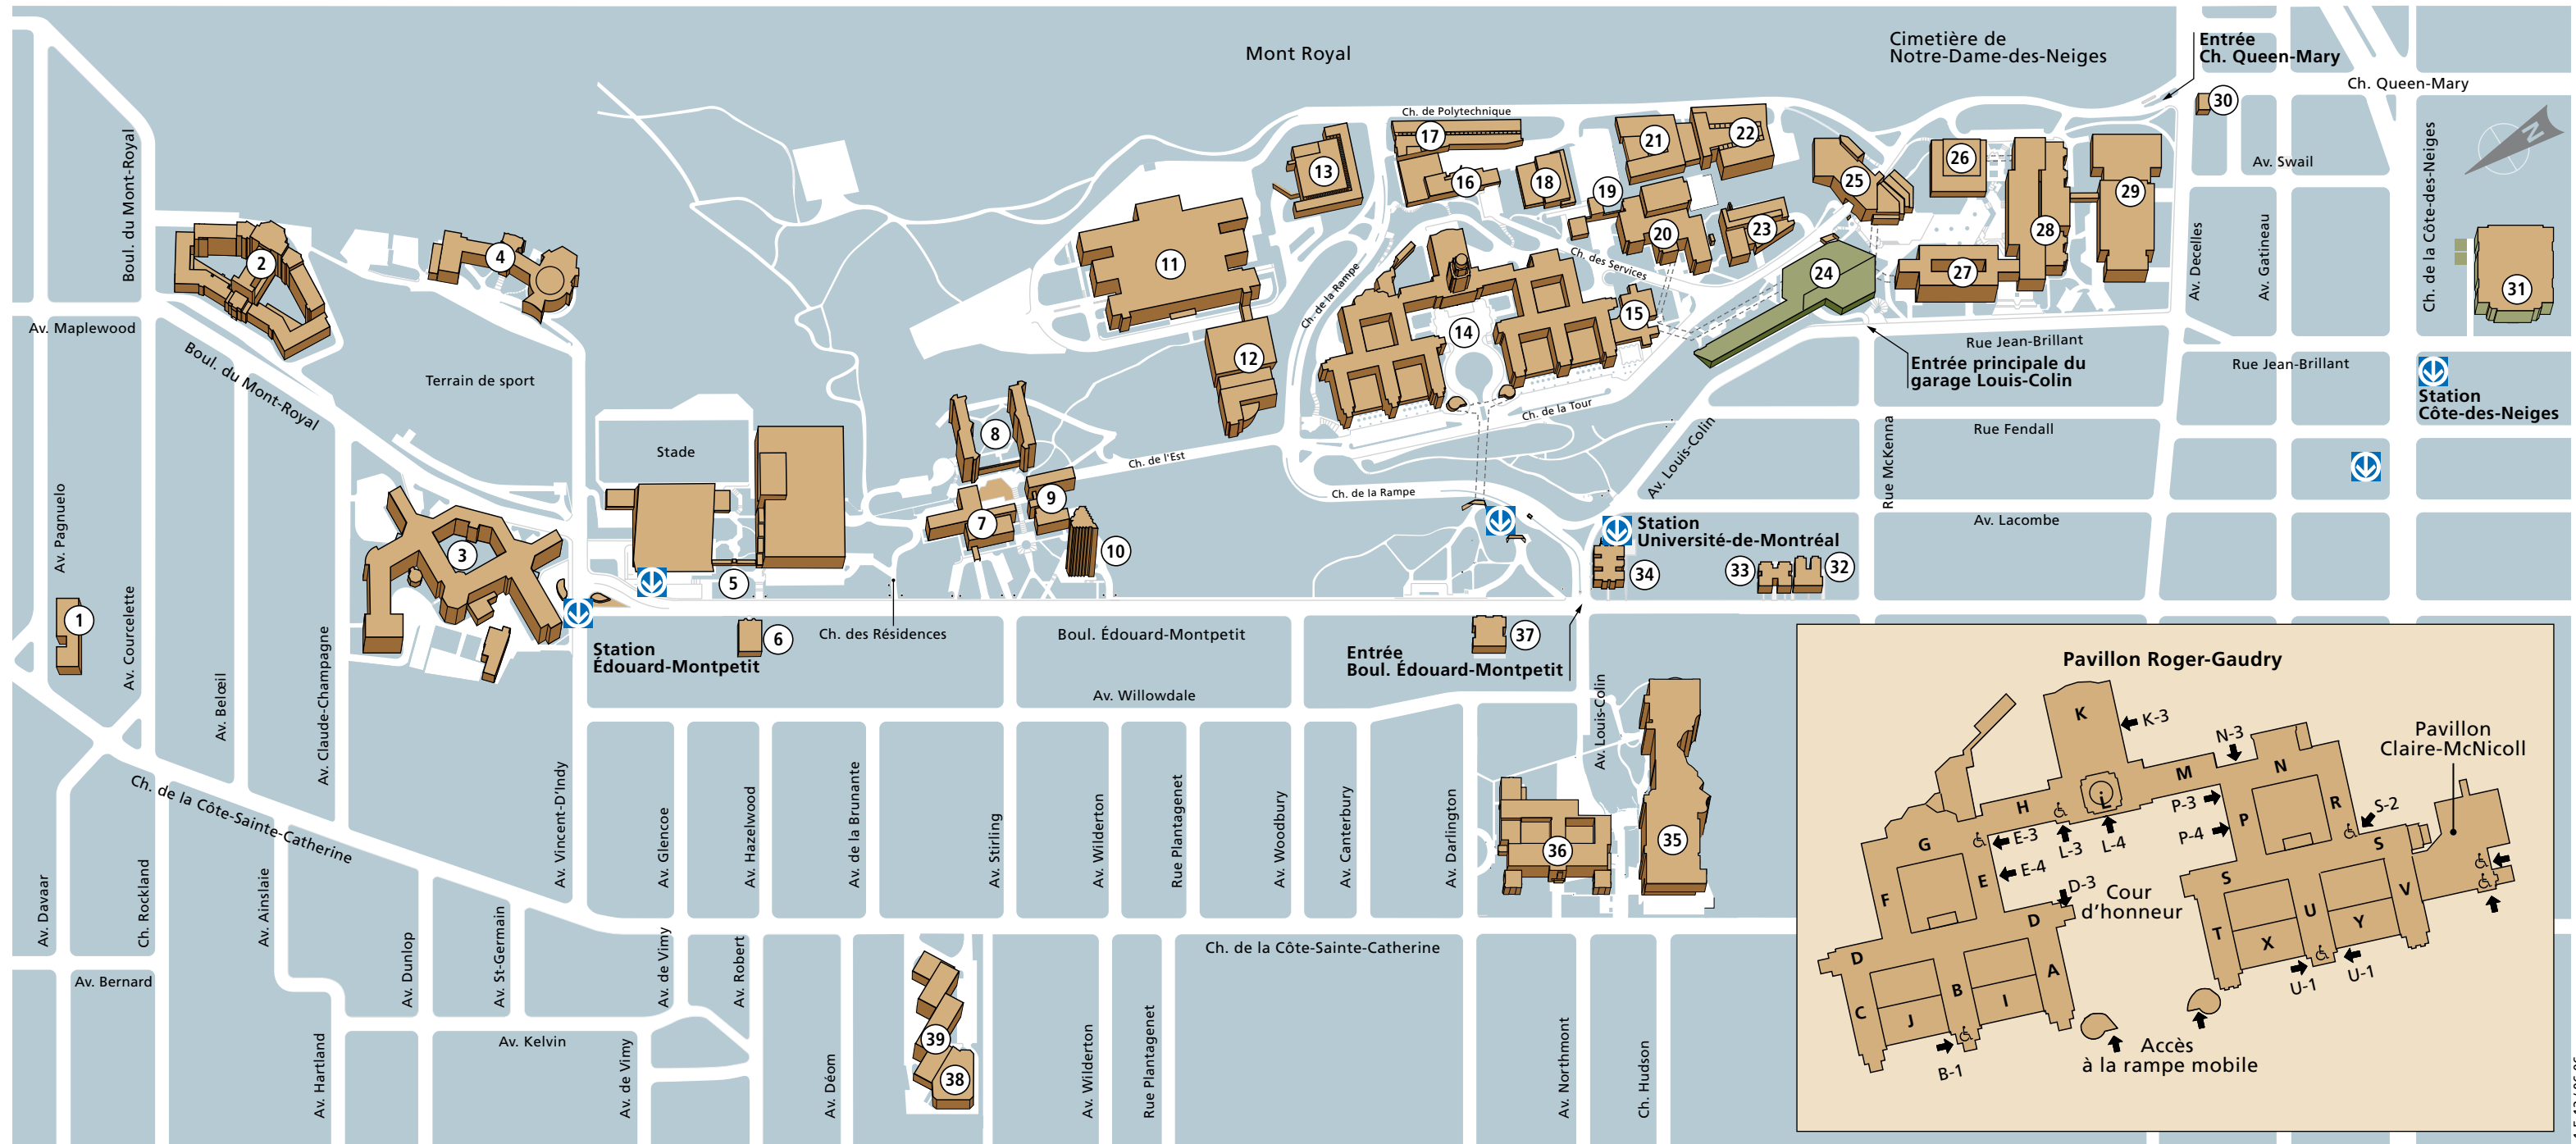 Mont Royal
Cimetière de
Notre-Dame-des-Neiges
Entrée
Ch. Queen-Mary
Ch. Queen-Mary
Ch. de Polytechnique
30
17
21
22
13
16
18
19
25
26
29
Av. Swail
N
Boul. du Mont-Royal
Ch. de la Côte-des-Neiges
2
4
11
20
23
28
Av. Decelles
Av. Gatineau
Ch. des Services
24
27
31
Ch. de la Rampe
15
14
Av. Maplewood
12
Rue Jean-Brillant
Rue Jean-Brillant
Entrée principale du
garage Louis-Colin
Boul. du Mont-Royal
Terrain de sport
Station
Côte-des-Neiges
Ch. de la Tour
8
Stade
Ch. de l'Est
Av. Louis-Colin
Rue McKenna
Rue Fendall
Ch. de la Rampe
9
7
10
3
5
Av. Pagnuelo
Av. Lacombe
Station
Université-de-Montréal
34
33
32
1
Av. Courcelette
Av. Belœil
Av. Claude-Champagne
Station
Édouard-Montpetit
6
Ch. des Résidences
Boul. Édouard-Montpetit
37
Entrée
Boul. Édouard-Montpetit
Av. Willowdale
Av. Louis-Colin
35
36
Ch. de la Côte-Sainte-Catherine
Av. Vincent-D'Indy
Av. Glencoe
Av. Hazelwood
Av. de la Brunante
Av. Stirling
Av. Wilderton
Rue Plantagenet
Av. Woodbury
Av. Canterbury
Av. Darlington
Av. Davaar
Ch. Rockland
Av. Ainslaie
Av. Dunlop
Av. St-Germain
Av. de Vimy
Av. Robert
Ch. de la Côte-Sainte-Catherine
Av. Bernard
Av. Kelvin
Av. Hartland
Av. de Vimy
Av. Déom
39
38
Av. Wilderton
Rue Plantagenet
Av. Northmont
Ch. Hudson
Pavillon Roger-Gaudry
K
K-3
N-3
Pavillon
Claire-McNicoll
M
N
H
L
P-3
R
S-2
P
P-4
G
E-3
L-3
L-4
S
E
E-4
D-3
Cour
d'honneur
S
V
F
D
U
Y
T
X
D
A
B
I
C
J
U-1
U-1
B-1
Accès
à la rampe mobile